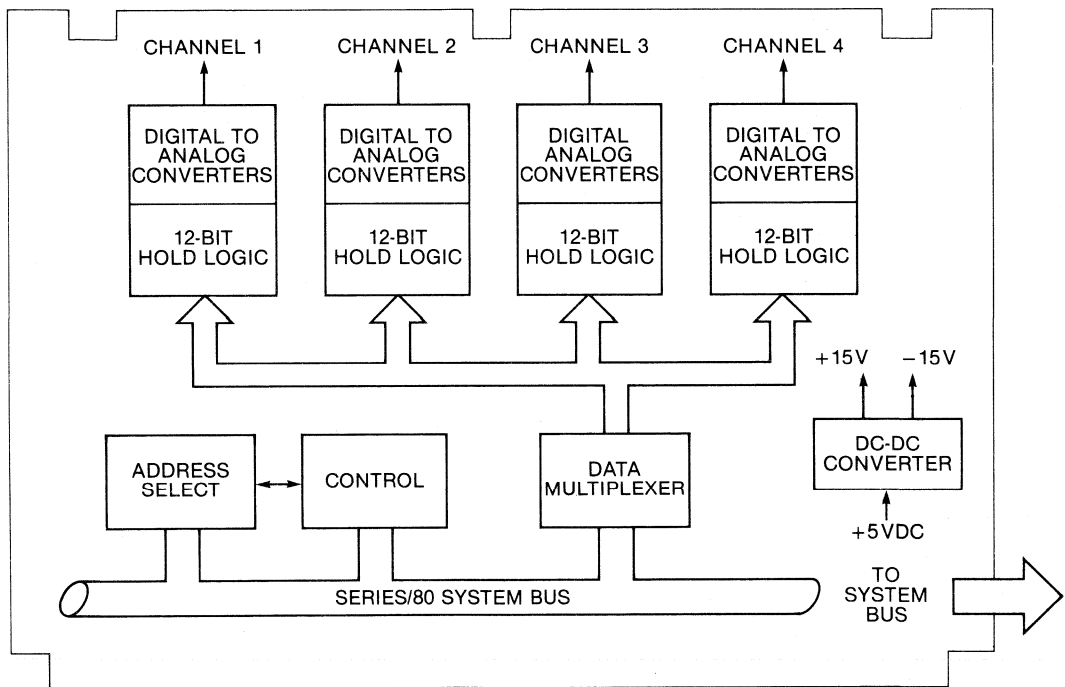 CHANNEL 1
CHANNEL 2
CHANNEL 3
CHANNEL 4
DIGITAL TO
ANALOG
CONVERTERS
DIGITAL TO
ANALOG
CONVERTERS
DIGITAL
ANALOG
CONVERTERS
DIGITAL TO
ANALOG
CONVERTERS
12-BIT
HOLD LOGIC
12-BIT
HOLD LOGIC
12-BIT
HOLD LOGIC
12-BIT
HOLD LOGIC
+15V
−15V
ADDRESS
SELECT
CONTROL
DATA
MULTIPLEXER
DC-DC
CONVERTER
+5VDC
SERIES/80 SYSTEM BUS
TO
SYSTEM
BUS